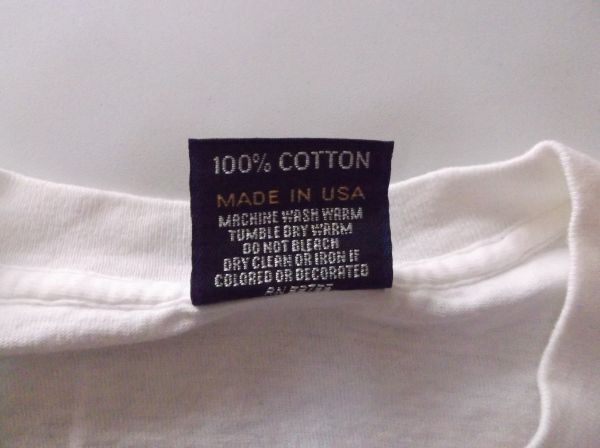 100% COTTON
MADE IN USA
MACHINE WASH WARM
TUMBLE DRY WARM
DO NOT BLEACH
DRY CLEAN OR IRON IF
COLORED OR DECORATED